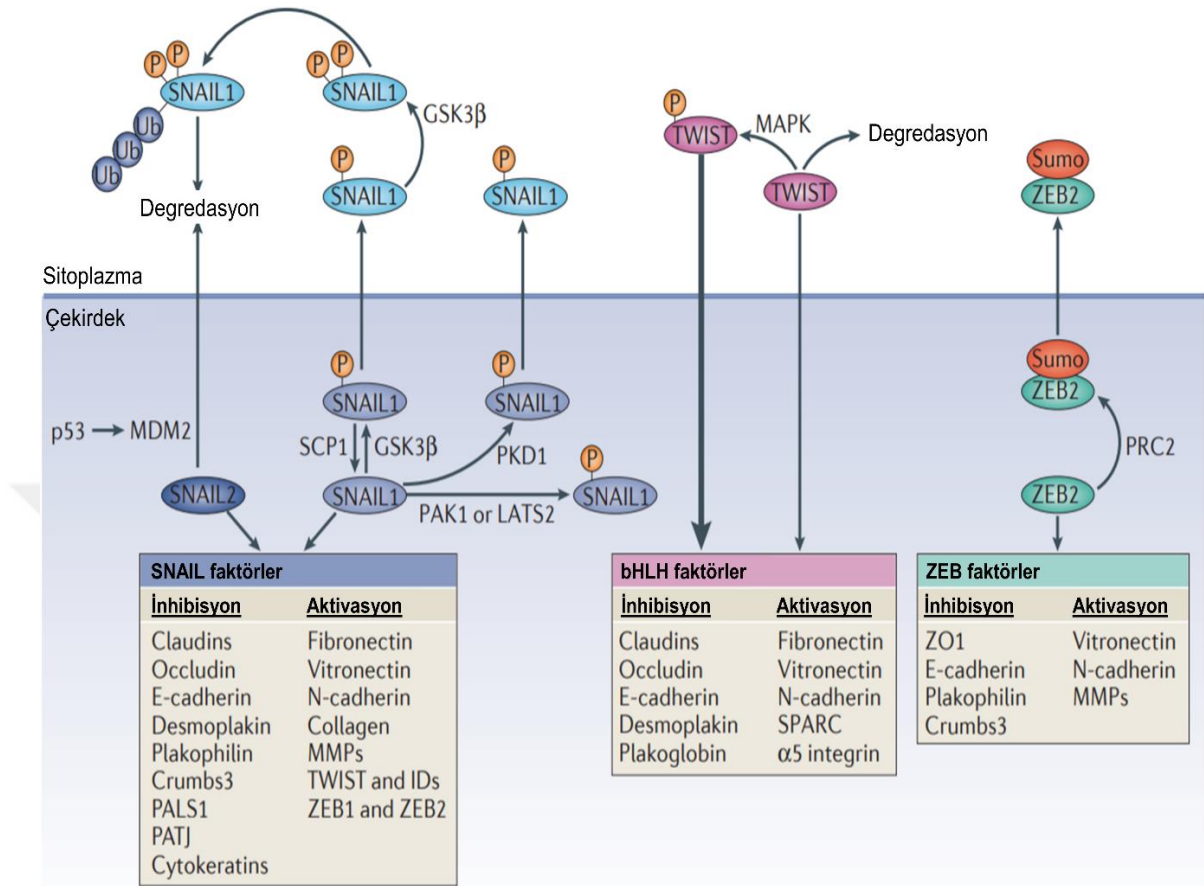 P
P
SNAIL1
Ub
Ub
Ub
Degredasyon
P
P
SNAIL1
GSK3β
P
SNAIL1
P
SNAIL1
P
TWIST
MAPK
Degredasyon
TWIST
Sumo
ZEB2
Sitoplazma
Çekirdek
p53
MDM2
SNAIL2
P
SNAIL1
SCP1
GSK3β
SNAIL1
P
SNAIL1
PKD1
P
SNAIL1
PAK1 or LATS2
Sumo
ZEB2
PRC2
ZEB2
SNAIL faktörler
İnhibisyon Aktivasyon
Claudins Fibronectin
Occludin Vitronectin
E-cadherin N-cadherin
Desmoplakin Collagen
Plakophilin MMPs
Crumbs3 TWIST and IDs
PALS1 ZEB1 and ZEB2
PATJ
Cytokeratins
bHLH faktörler
İnhibisyon Aktivasyon
Claudins Fibronectin
Occludin Vitronectin
E-cadherin N-cadherin
Desmoplakin SPARC
Plakoglobin α5 integrin
ZEB faktörler
İnhibisyon Aktivasyon
ZO1 Vitronectin
E-cadherin N-cadherin
Plakophilin MMPs
Crumbs3